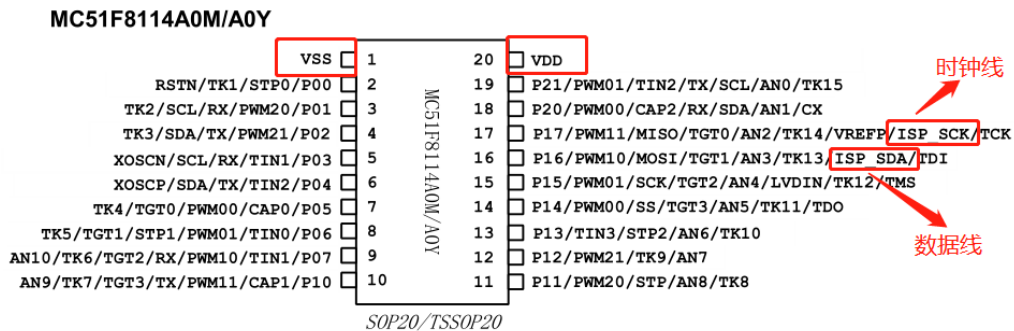 MC51F8114A0M/A0Y
VSS 1 20 VDD
RSTN/TK1/STP0/P00 2 19 P21/PWM01/TIN2/TX/SCL/AN0/TK15
时钟线
TK2/SCL/RX/PWM20/P01 3 18 P20/PWM00/CAP2/RX/SDA/AN1/CX
TK3/SDA/TX/PWM21/P02 4 17 P17/PWM11/MISO/TGT0/AN2/TK14/VREFP/ISP_SCK/TCK
XOSCN/SCL/RX/TIN1/P03 5 16 P16/PWM10/MOSI/TGT1/AN3/TK13/ISP_SDA/TDI
XOSCP/SDA/TX/TIN2/P04 6 15 P15/PWM01/SCK/TGT2/AN4/LVDIN/TK12/TMS
TK4/TGT0/PWM00/CAP0/P05 7 14 P14/PWM00/SS/TGT3/AN5/TK11/TDO
TK5/TGT1/STP1/PWM01/TIN0/P06 8 13 P13/TIN3/STP2/AN6/TK10
数据线
AN10/TK6/TGT2/RX/PWM10/TIN1/P07 9 12 P12/PWM21/TK9/AN7
AN9/TK7/TGT3/TX/PWM11/CAP1/P10 10 11 P11/PWM20/STP/AN8/TK8
MC51F8114A0M/A0Y
SOP20/TSSOP20